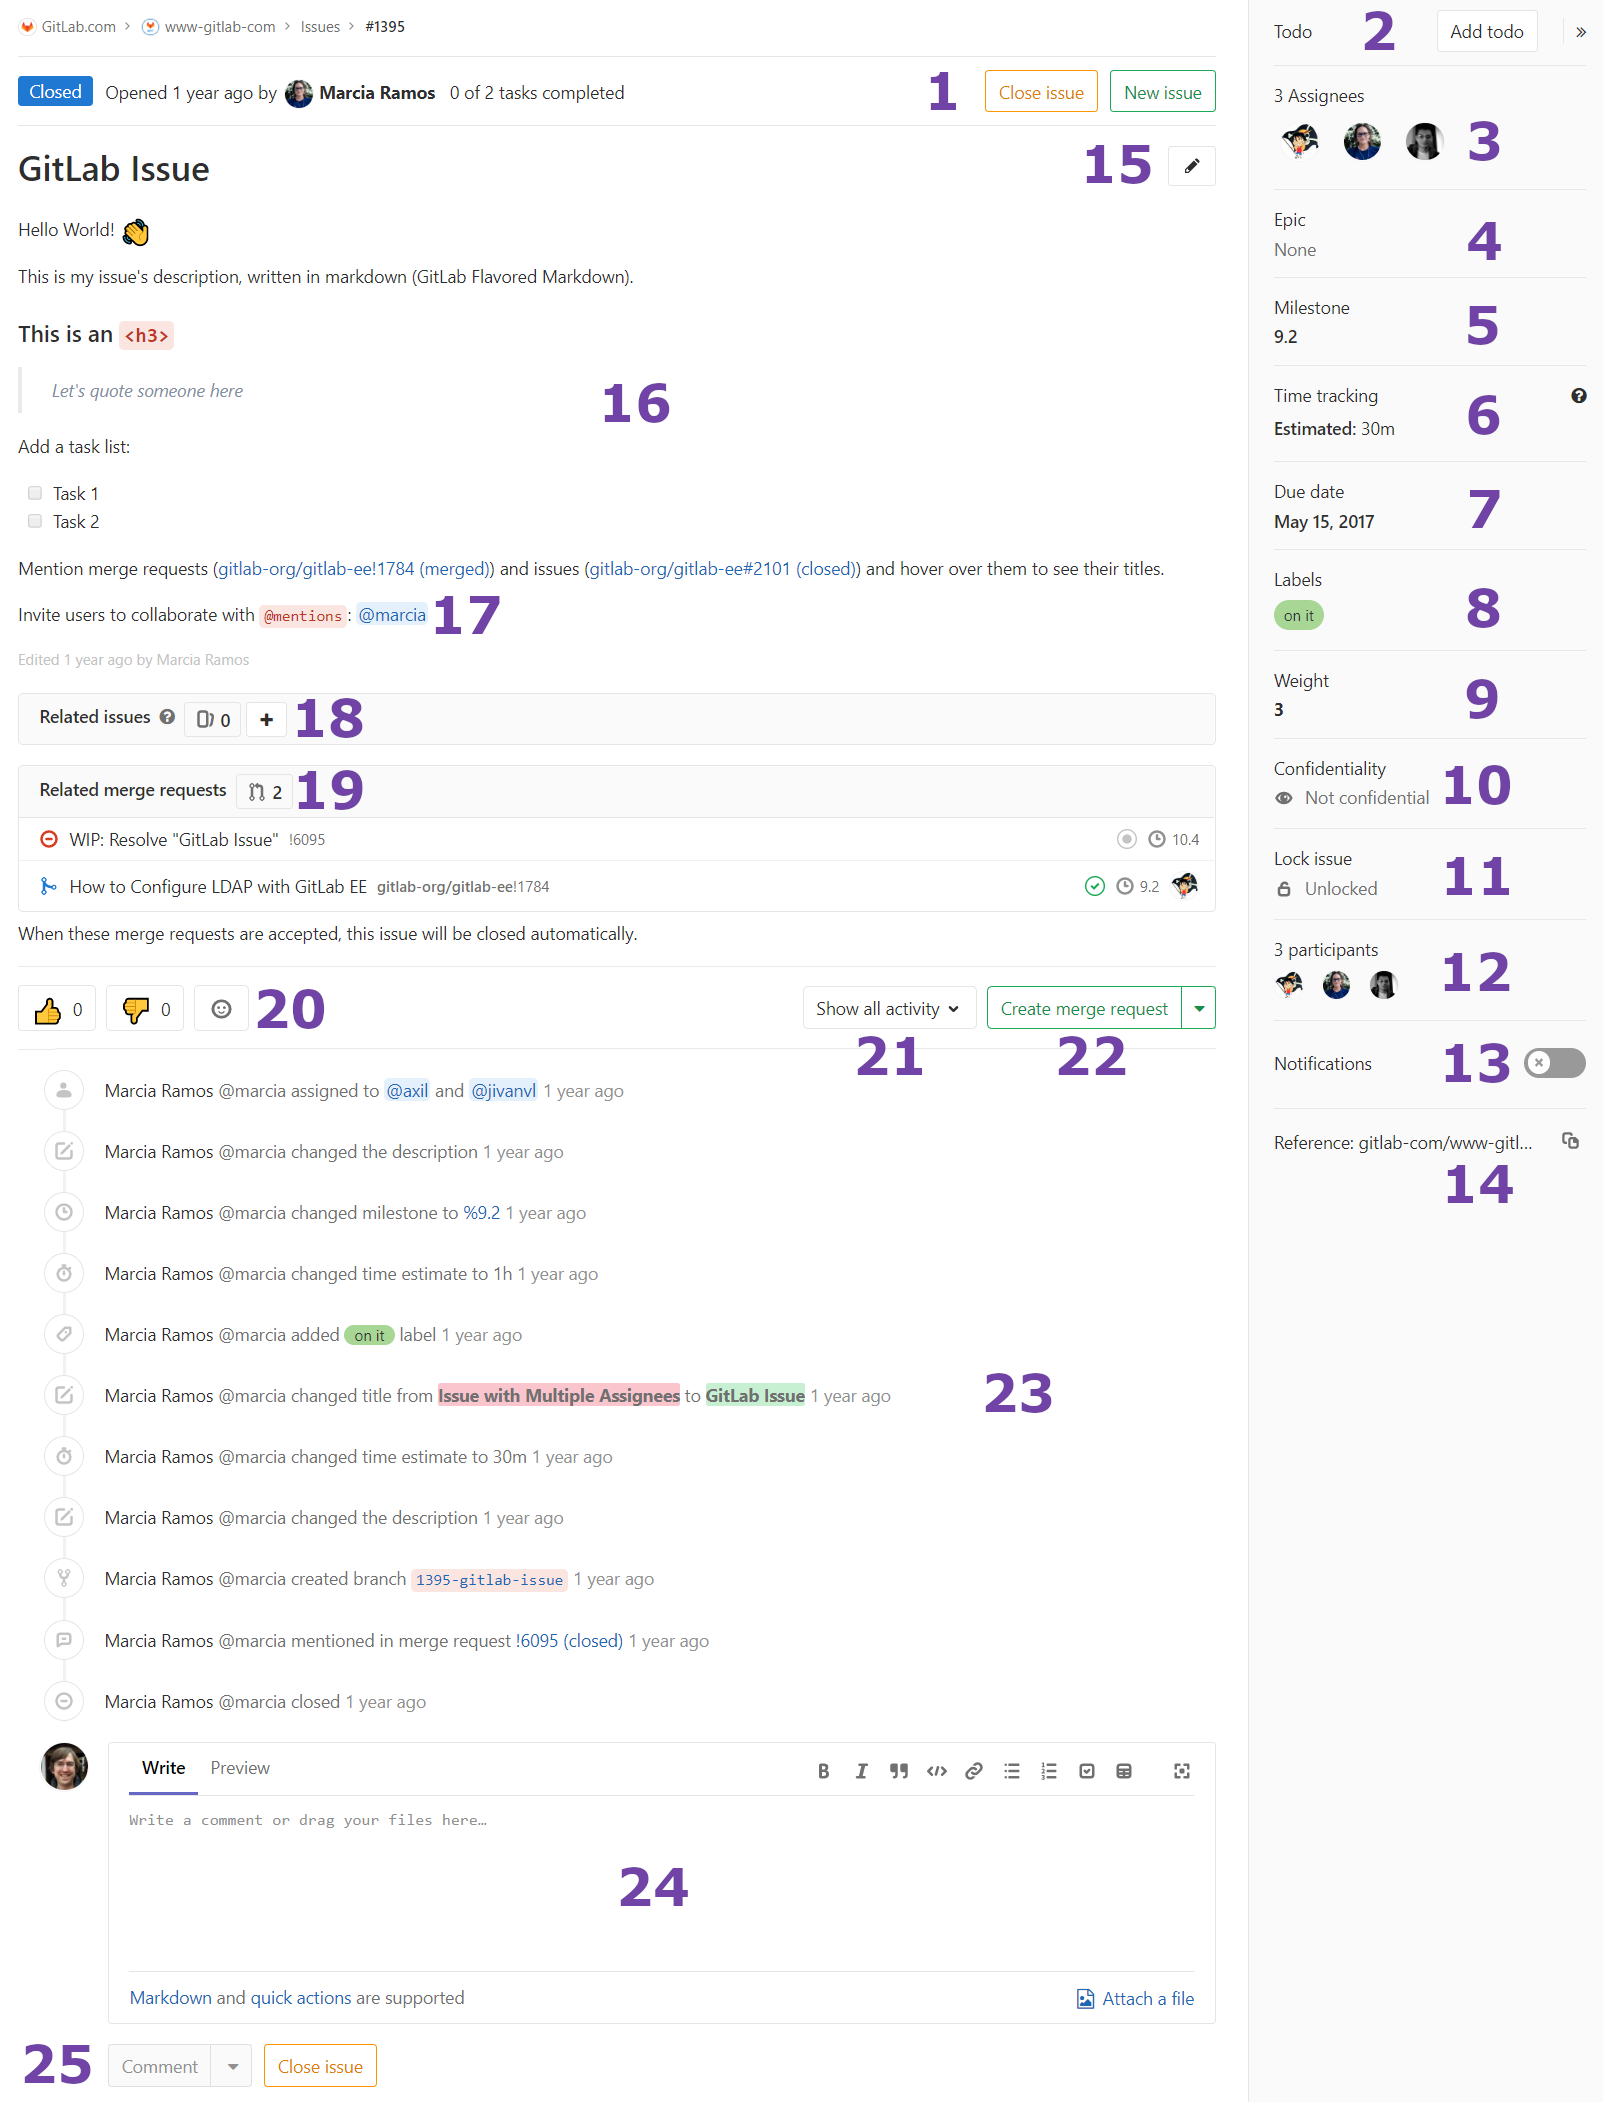 GitLab.com > www-gitlab-com > Issues > #1395
Closed Opened 1 year ago by Marcia Ramos 0 of 2 tasks completed 1 Close issue New issue
GitLab Issue 15
Hello World!
This is my issue's description, written in markdown (GitLab Flavored Markdown).
This is an <h3>
Let's quote someone here
16
Add a task list:
Task 1
Task 2
Mention merge requests (gitlab-org/gitlab-ee!1784 (merged)) and issues (gitlab-org/gitlab-ee#2101 (closed)) and hover over them to see their titles.
Invite users to collaborate with @mentions: @marcia 17
Edited 1 year ago by Marcia Ramos
Related issues 0 + 18
Related merge requests 2 19
WIP: Resolve "GitLab Issue" !6095 10.4
How to Configure LDAP with GitLab EE gitlab-org/gitlab-ee!1784 9.2
When these merge requests are accepted, this issue will be closed automatically.
0 0 20 Show all activity Create merge request
21 22
Marcia Ramos @marcia assigned to @axil and @jivanvl 1 year ago
Marcia Ramos @marcia changed the description 1 year ago
Marcia Ramos @marcia changed milestone to %9.2 1 year ago
Marcia Ramos @marcia changed time estimate to 1h 1 year ago
Marcia Ramos @marcia added on it label 1 year ago
Marcia Ramos @marcia changed title from Issue with Multiple Assignees to GitLab Issue 1 year ago 23
Marcia Ramos @marcia changed time estimate to 30m 1 year ago
Marcia Ramos @marcia changed the description 1 year ago
Marcia Ramos @marcia created branch 1395-gitlab-issue 1 year ago
Marcia Ramos @marcia mentioned in merge request !6095 (closed) 1 year ago
Marcia Ramos @marcia closed 1 year ago
Write Preview B I
Write a comment or drag your files here...
24
Markdown and quick actions are supported Attach a file
25 Comment Close issue
Todo 2 Add todo »
3 Assignees
3
Epic
None 4
Milestone
9.2 5
Time tracking
Estimated: 30m 6
Due date
May 15, 2017 7
Labels
on it 8
Weight
3 9
Confidentiality
Not confidential 10
Lock issue
Unlocked 11
3 participants
12
Notifications 13
Reference: gitlab-com/www-gitl...
14